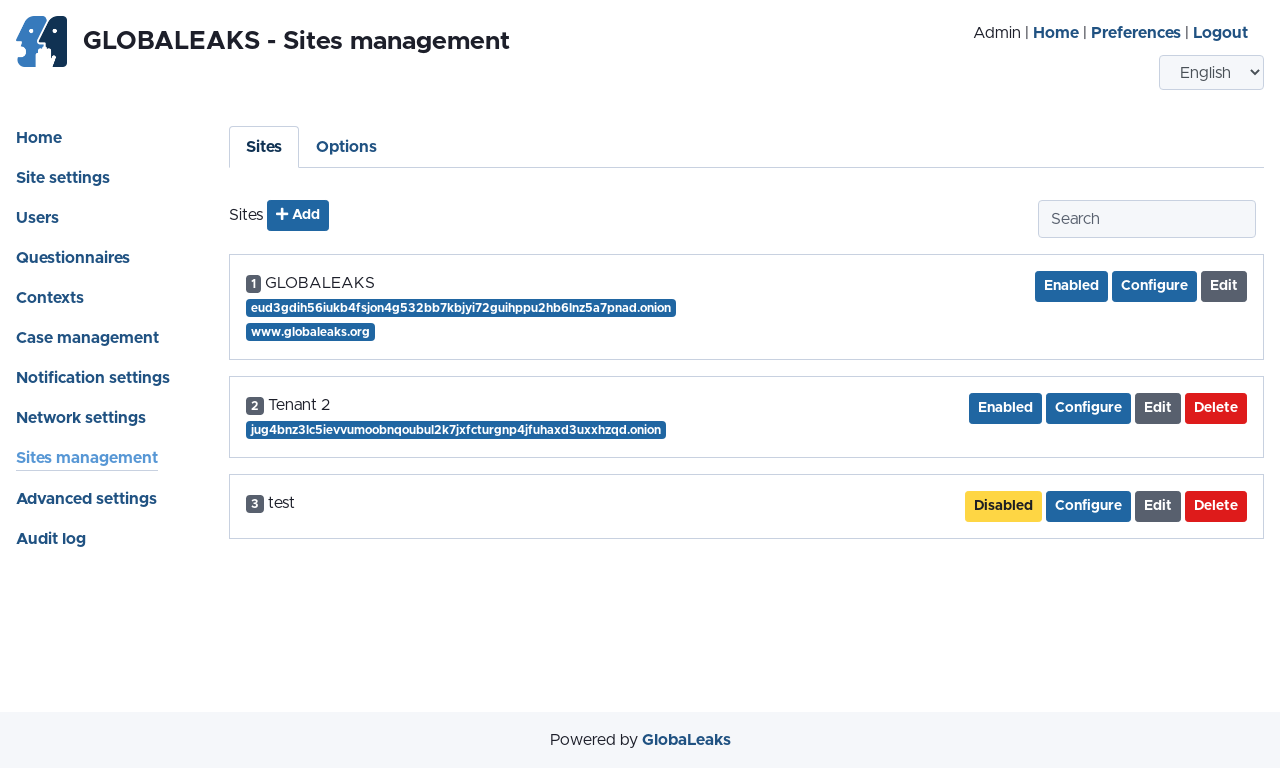 GLOBALEAKS - Sites management
Admin | Home | Preferences | Logout
English
Home
Site settings
Users
Questionnaires
Contexts
Case management
Notification settings
Network settings
Sites management
Advanced settings
Audit log
Sites Options
Sites + Add
Search
1 GLOBALEAKS Enabled Configure Edit
eud3gdih56iukb4fsjon4g532bb7kbjyi72guihppu2hb6lnz5a7pnad.onion
www.globaleaks.org
2 Tenant 2 Enabled Configure Edit Delete
jug4bnz3lc5ievvumoobnqoubul2k7jxfcturgnp4jfuhaxd3uxxhzqd.onion
3 test Disabled Configure Edit Delete
Powered by GlobaLeaks